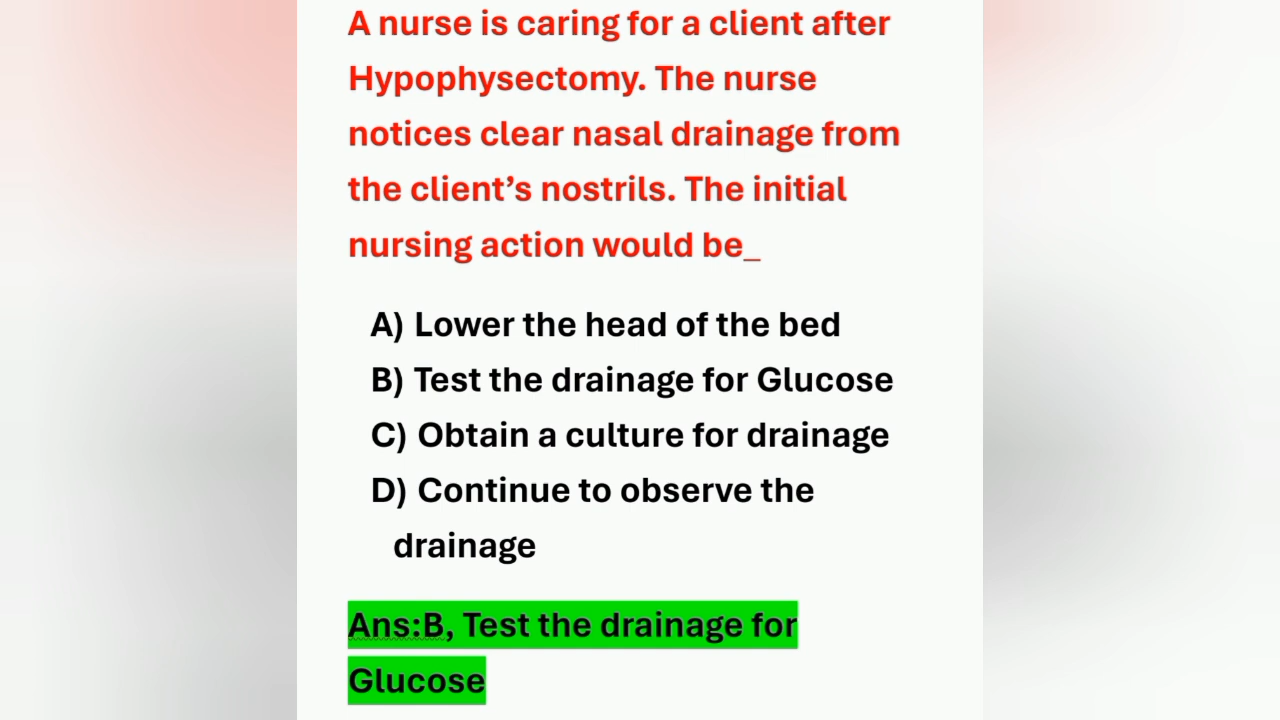 A nurse is caring for a client after
Hypophysectomy. The nurse
notices clear nasal drainage from
the client’s nostrils. The initial
nursing action would be_
A) Lower the head of the bed
B) Test the drainage for Glucose
C) Obtain a culture for drainage
D) Continue to observe the
drainage
Ans:B, Test the drainage for
Glucose